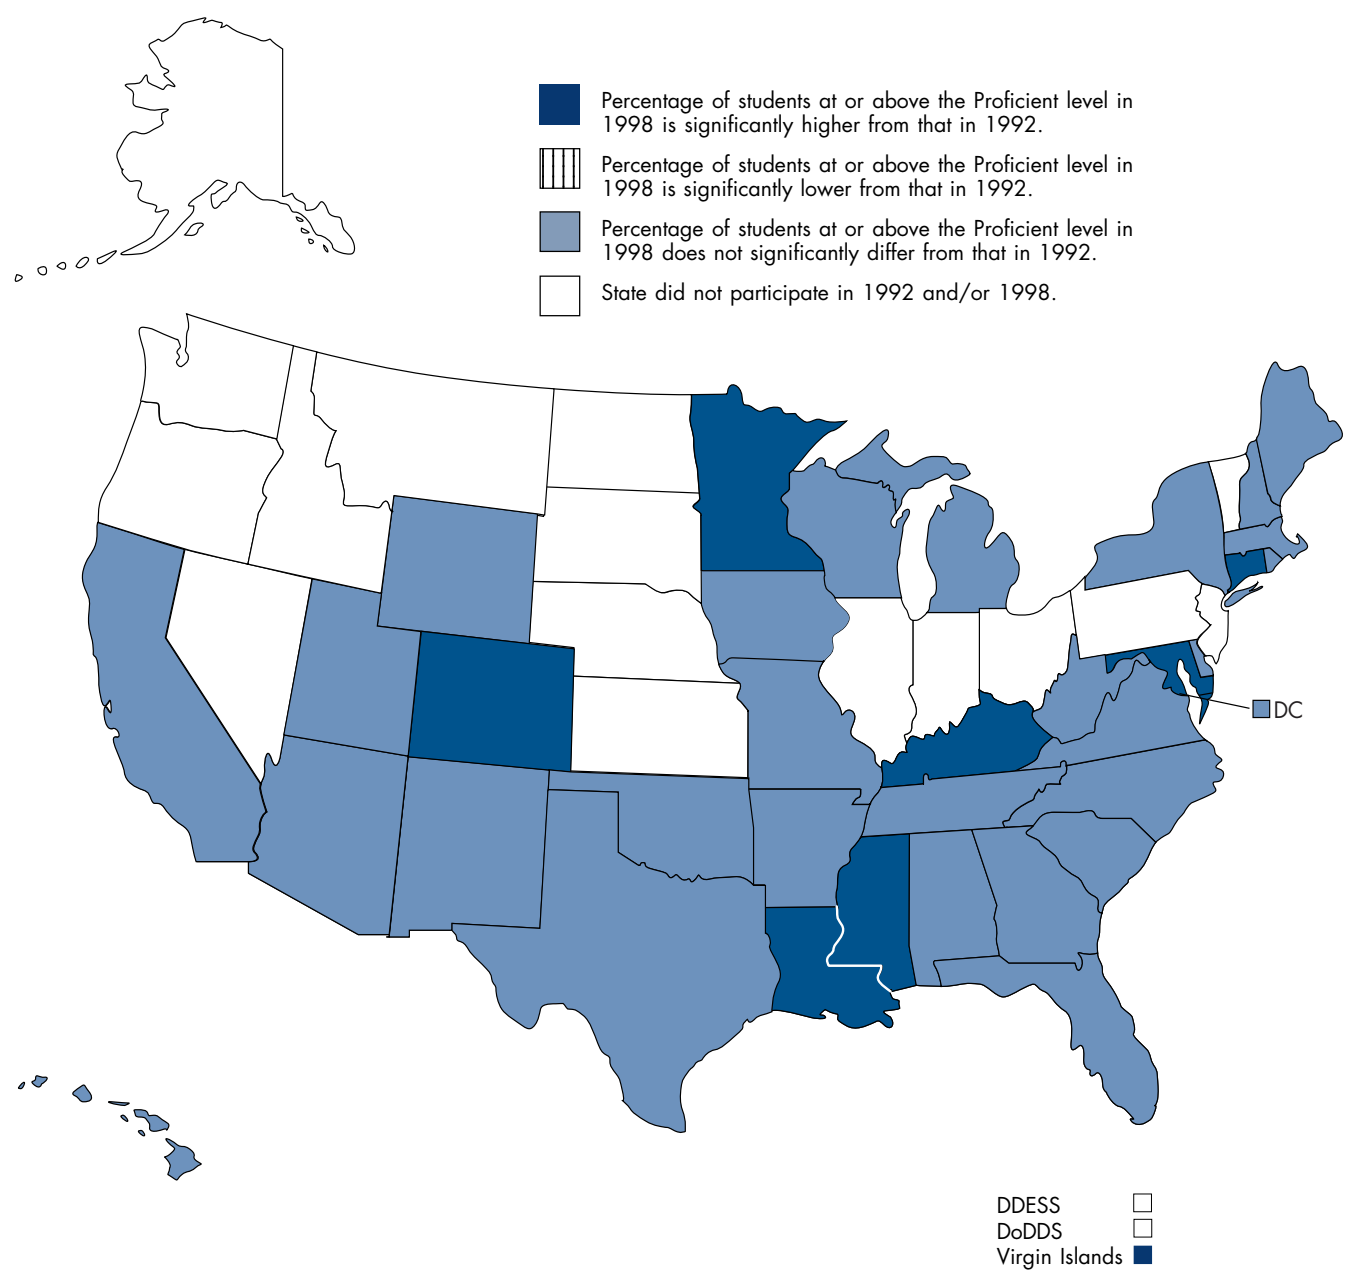 Percentage of students at or above the Proficient level in
1998 is significantly higher from that in 1992.
Percentage of students at or above the Proficient level in
1998 is significantly lower from that in 1992.
Percentage of students at or above the Proficient level in
1998 does not significantly differ from that in 1992.
State did not participate in 1992 and/or 1998.
DC
DDESS
DoDDS
Virgin Islands